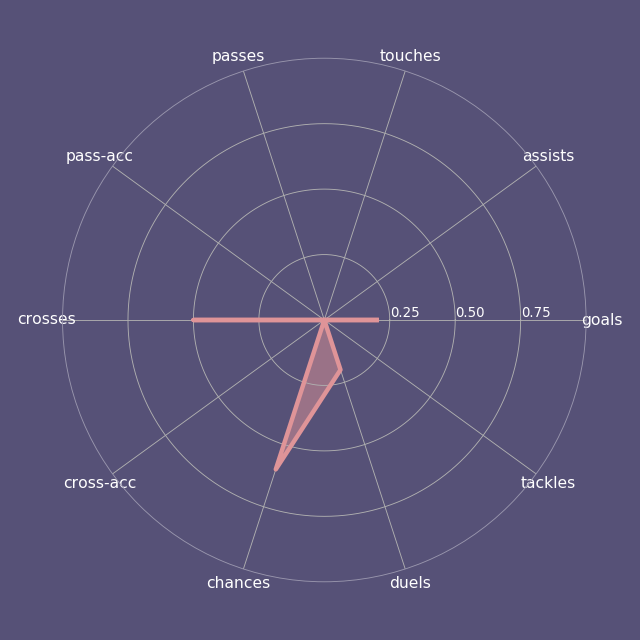 passes
touches
pass-acc
assists
0.25
0.50
0.75
crosses
goals
cross-acc
tackles
chances
duels